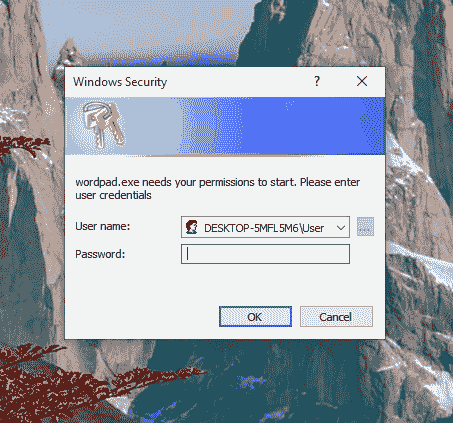 Windows Security
wordpad.exe needs your permissions to start. Please enter
user credentials
User name:
DESKTOP-5MFL5M6\User
...
Password:
OK
Cancel